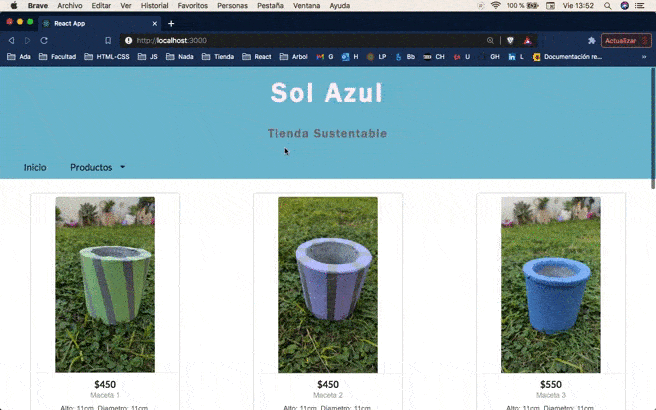 Brave Archivo Editar Ver Historial Favoritos Personas Pestaña Ventana Ayuda 100 % Vie 13:52
React App
http://localhost:3000 Actualizar
Ada Facultad HTML-CSS JS Nada Tienda React Arbol G H LP Bb CH U GH L Documentación re... »
Sol Azul
Tienda Sustentable
Inicio Productos
$450 $450 $550
Maceta 1 Maceta 2 Maceta 3
Alto: 11cm, Diametro: 11cm Alto: 11cm, Diametro: 11cm Alto: 11cm, Diametro: 11cm